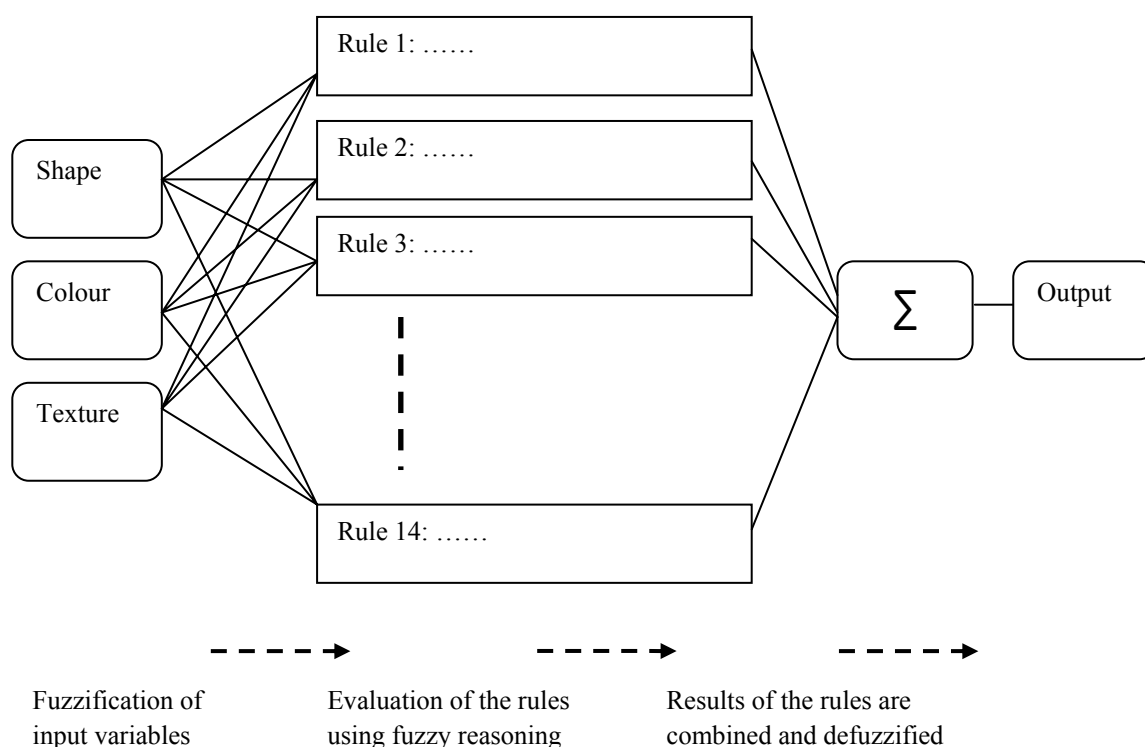 Rule 1: ……
Rule 2: ……
Shape
Rule 3: ……
Colour
∑
Output
Texture
Rule 14: ……
Fuzzification of
input variables
Evaluation of the rules
using fuzzy reasoning
Results of the rules are
combined and defuzzified